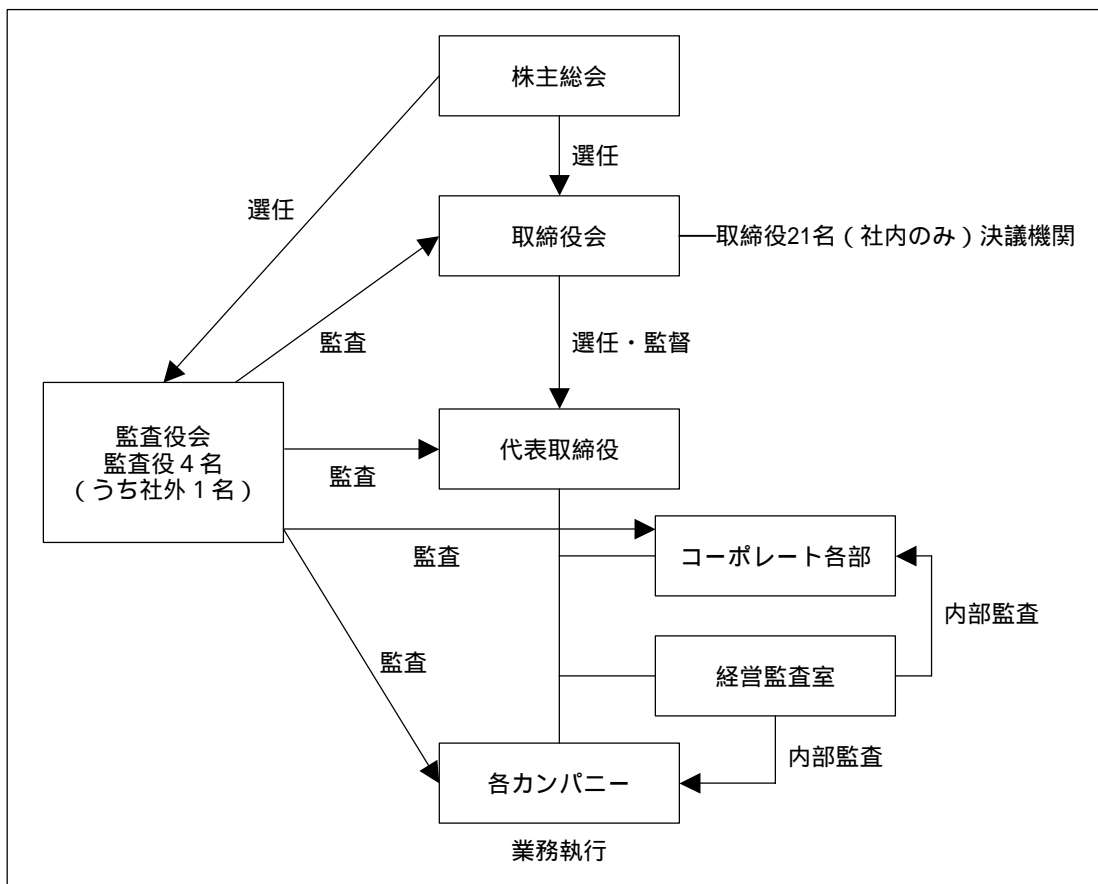 株主総会
選任
選任
取締役会
取締役21名（社内のみ）決議機関
監査
選任・監督
監査役会
監査役４名
（うち社外１名）
代表取締役
監査
コーポレート各部
監査
内部監査
監査
経営監査室
内部監査
各カンパニー
業務執行